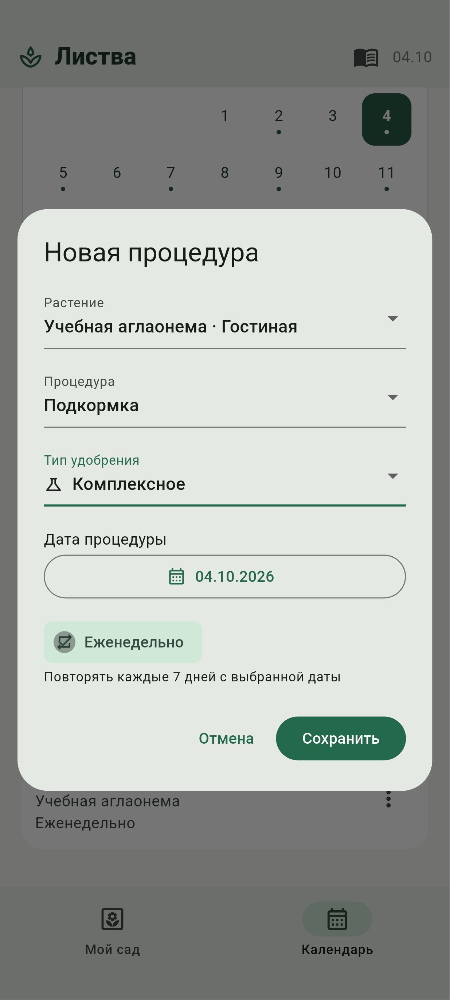 Листва 04.10
1 2 3 4
5 6 7 8 9 10 11
Новая процедура
Растение
Учебная аглаонема · Гостиная
Процедура
Подкормка
Тип удобрения
Комплексное
Дата процедуры
04.10.2026
Еженедельно
Повторять каждые 7 дней с выбранной даты
Отмена Сохранить
Учебная аглаонема
Еженедельно
Мой сад Календарь